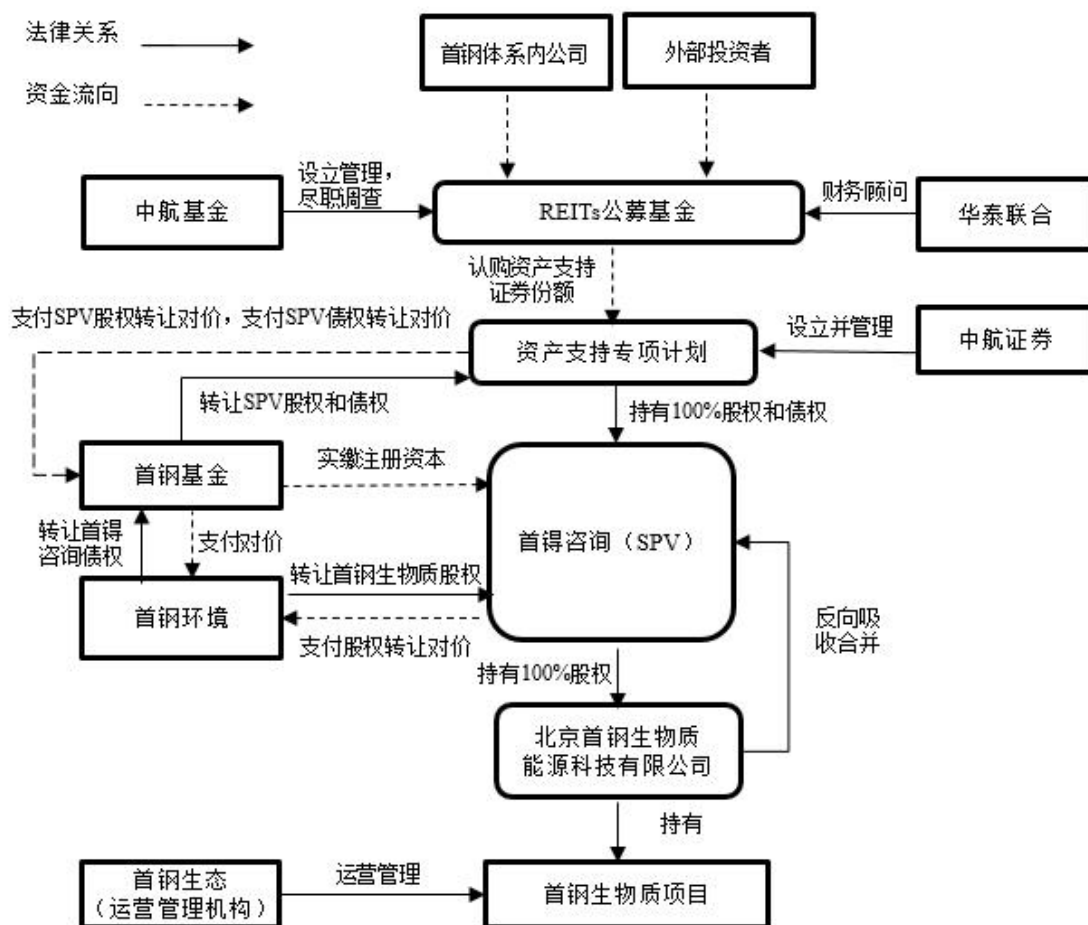 法律关系
资金流向
首钢体系内公司
外部投资者
中航基金
设立管理，
尽职调查
REITs公募基金
财务顾问
华泰联合
认购资产支持
证券份额
支付SPV股权转让对价，支付SPV债权转让对价
资产支持专项计划
设立并管理
中航证券
转让SPV股权和债权
持有100%股权和债权
首钢基金
实缴注册资本
首得咨询（SPV）
转让首得
咨询债权
支付对价
首钢环境
转让首钢生物质股权
支付股权转让对价
反向吸
收合并
持有100%股权
北京首钢生物质
能源科技有限公司
持有
首钢生态
（运营管理机构）
运营管理
首钢生物质项目